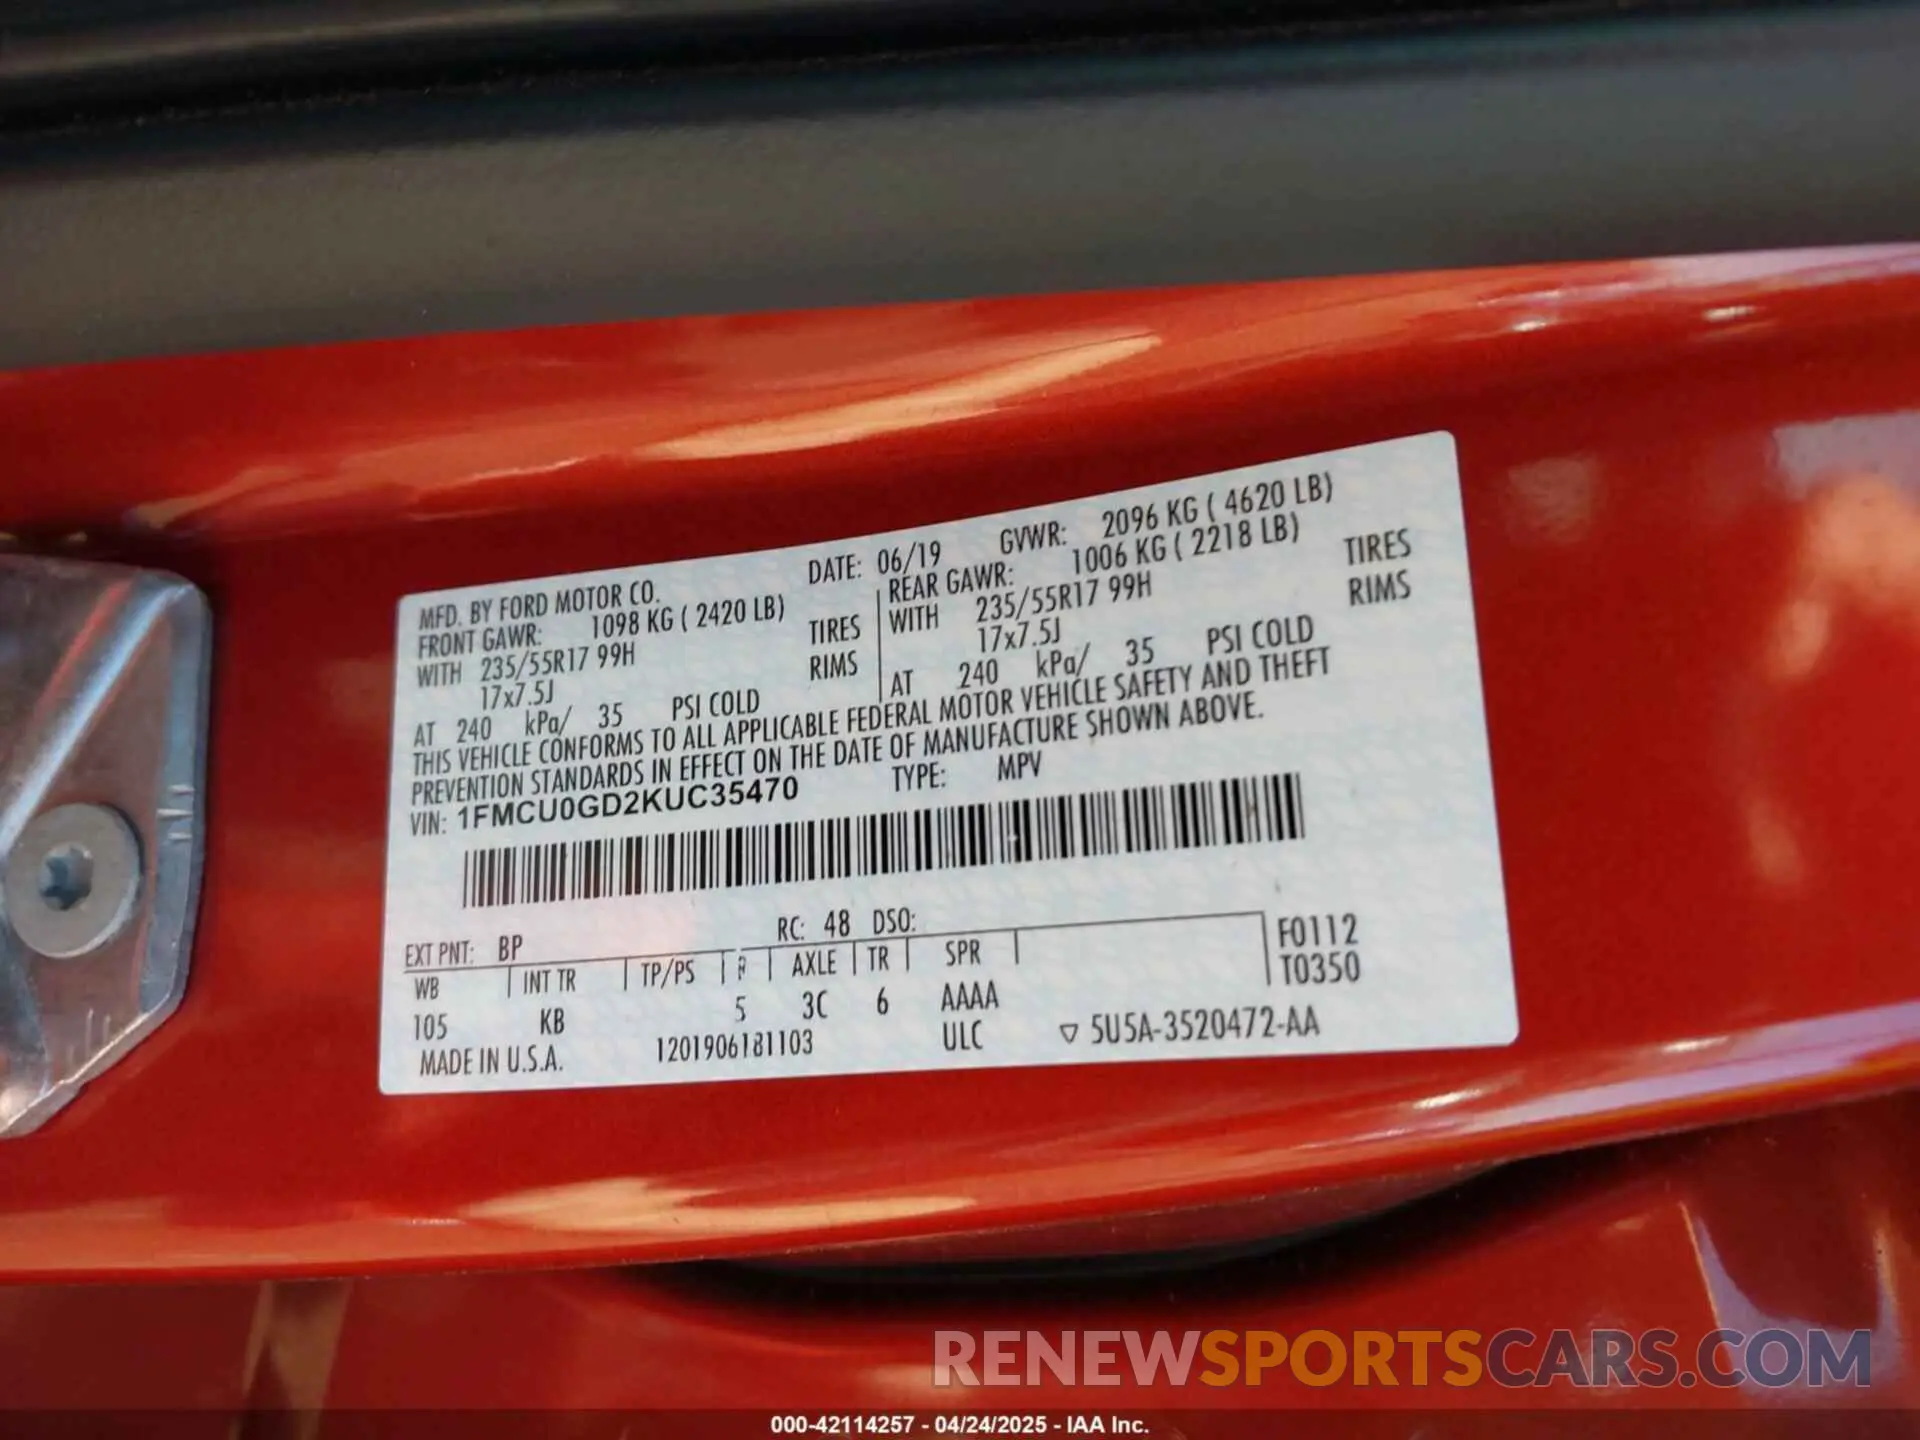 MFD. BY FORD MOTOR CO. DATE: 06/19 GVWR: 2096 KG ( 4620 LB)
FRONT GAWR: 1098 KG ( 2420 LB) REAR GAWR: 1006 KG ( 2218 LB)
WITH 235/55R17 99H TIRES WITH 235/55R17 99H TIRES
17x7.5J RIMS 17x7.5J RIMS
AT 240 kPa/ 35 PSI COLD AT 240 kPa/ 35 PSI COLD
THIS VEHICLE CONFORMS TO ALL APPLICABLE FEDERAL MOTOR VEHICLE SAFETY AND THEFT
PREVENTION STANDARDS IN EFFECT ON THE DATE OF MANUFACTURE SHOWN ABOVE.
VIN: 1FMCU0GD2KUC35470 TYPE: MPV
EXT PNT: BP RC: 48 DSO: F0112
WB INT TR TP/PS R AXLE TR SPR T0350
105 KB 5 3C 6 AAAA
MADE IN U.S.A. 1201906181103 ULC ▽ 5U5A-3520472-AA
RENEWSPORTSCARS.COM
000-42114257 - 04/24/2025 - IAA Inc.